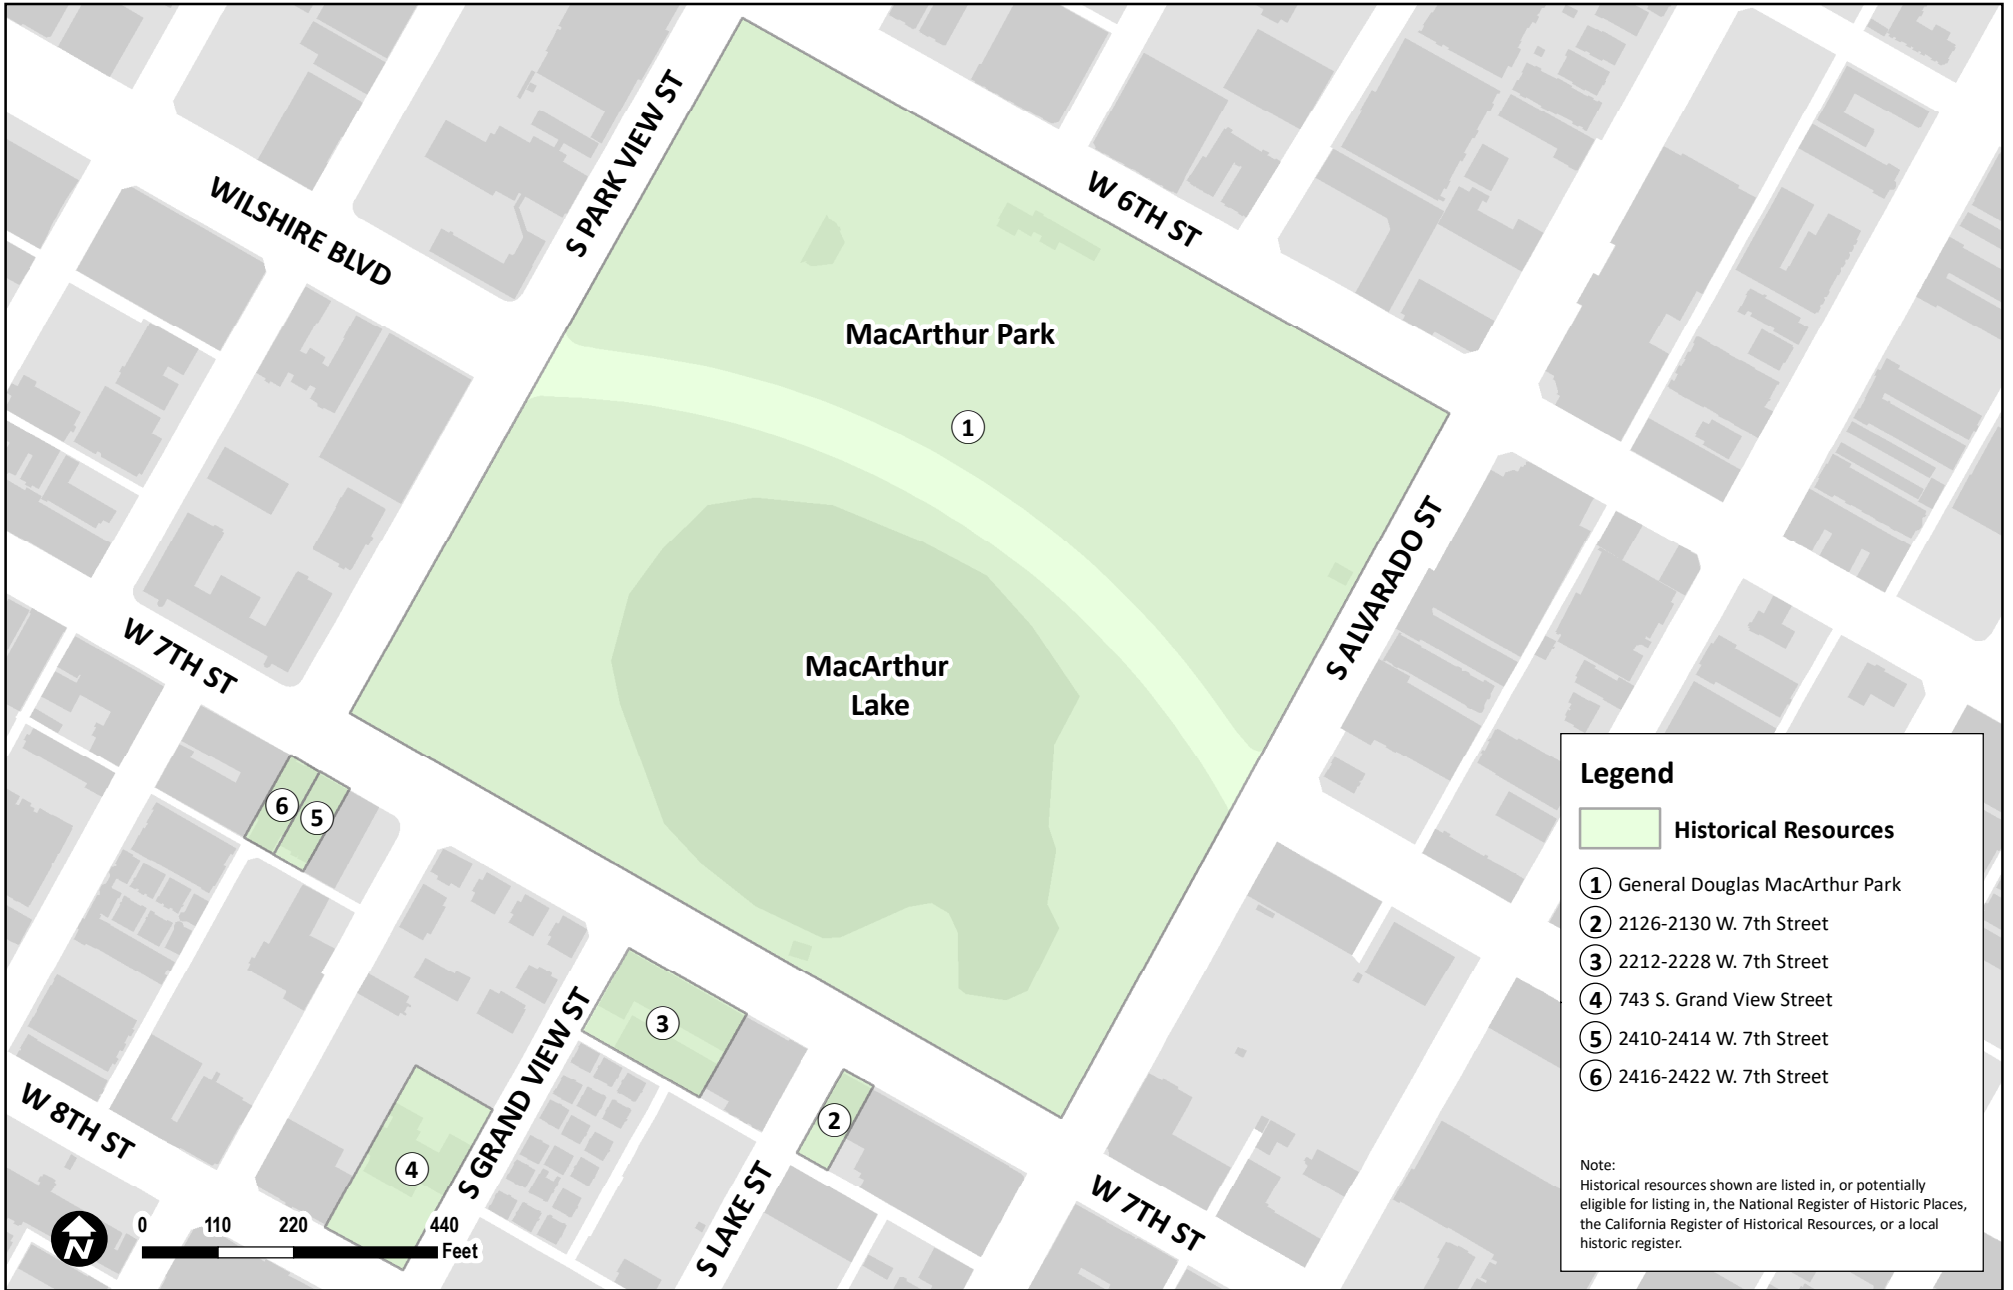 S PARK VIEW ST
WILSHIRE BLVD
W 6TH ST
MacArthur Park
1
S ALVARADO ST
MacArthur
Lake
W 7TH ST
6
5
3
2
4
S GRAND VIEW ST
W 8TH ST
S LAKE ST
W 7TH ST
N
0 110 220 440
Feet
Legend
Historical Resources
1 General Douglas MacArthur Park
2 2126-2130 W. 7th Street
3 2212-2228 W. 7th Street
4 743 S. Grand View Street
5 2410-2414 W. 7th Street
6 2416-2422 W. 7th Street
Note:
Historical resources shown are listed in, or potentially
eligible for listing in, the National Register of Historic Places,
the California Register of Historical Resources, or a local
historic register.